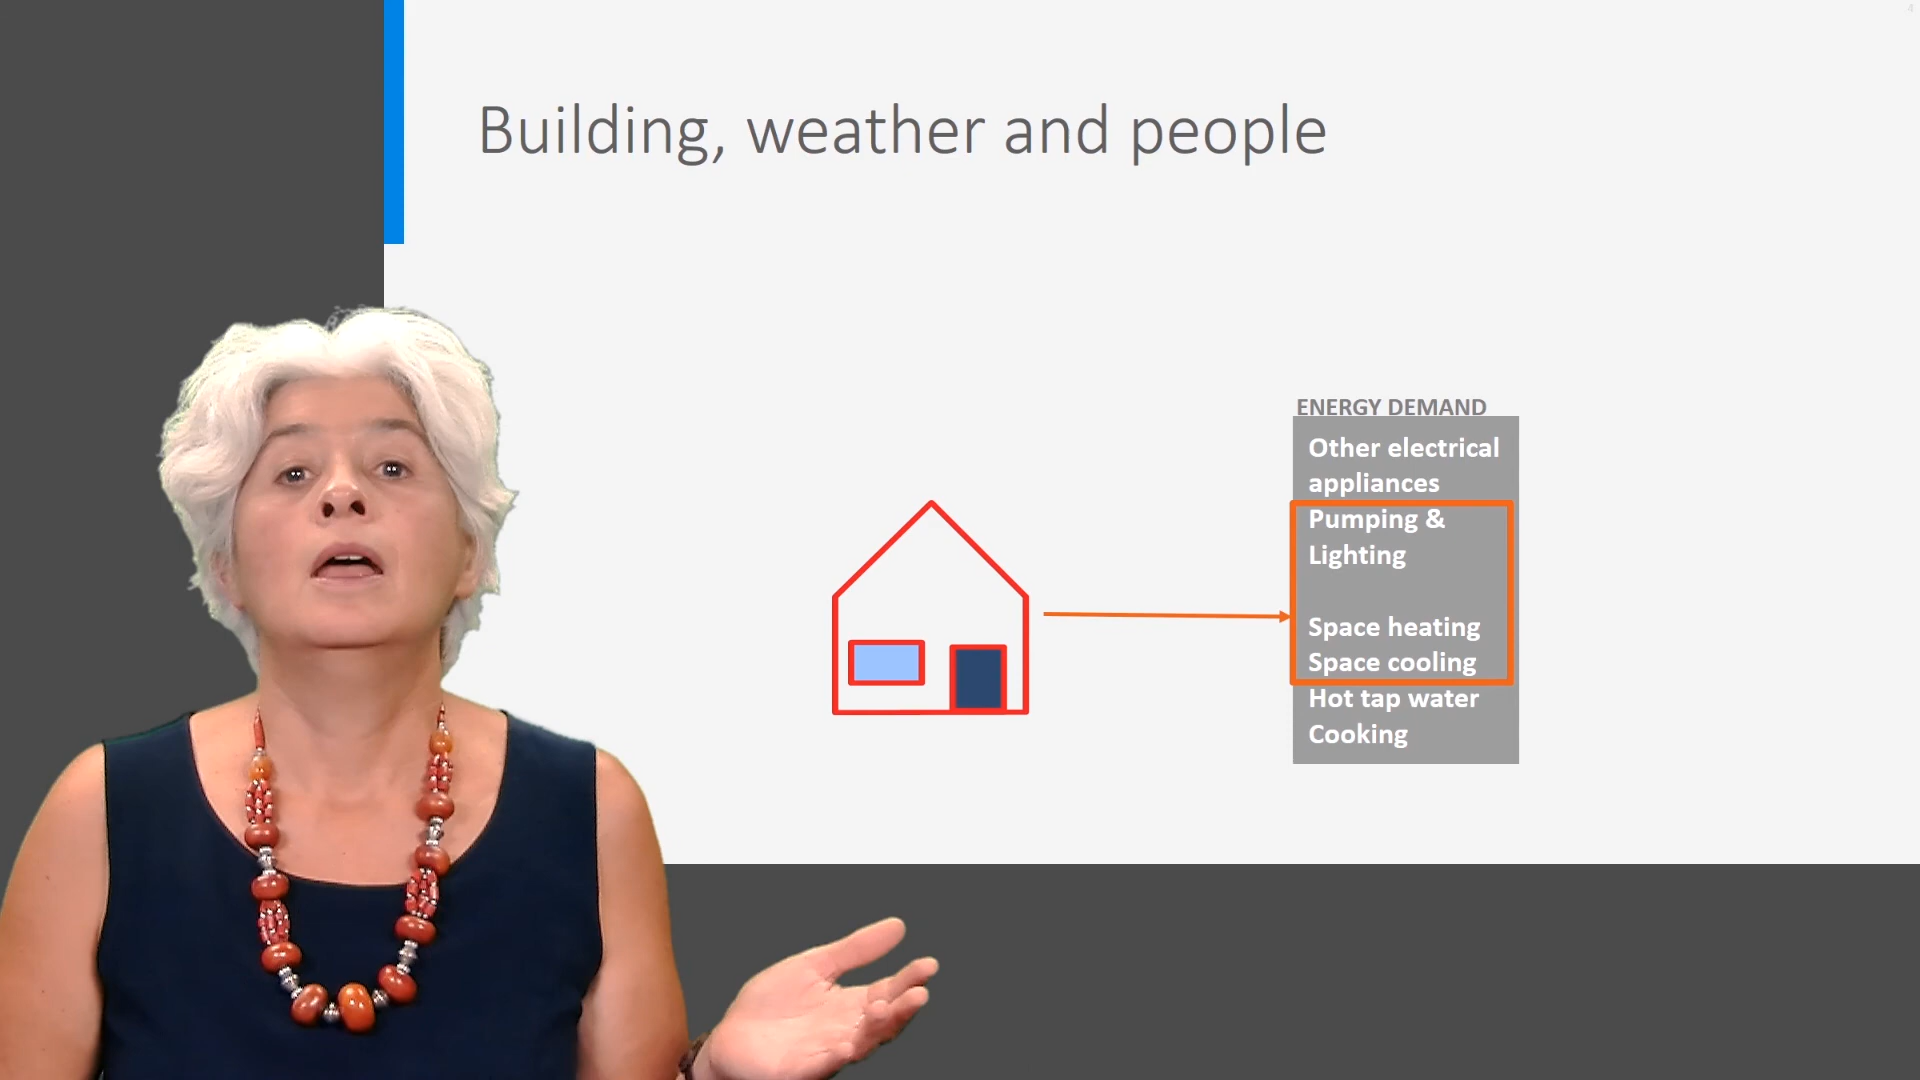 4
Building, weather and people
ENERGY DEMAND
Other electrical
appliances
Pumping &
Lighting
Space heating
Space cooling
Hot tap water
Cooking